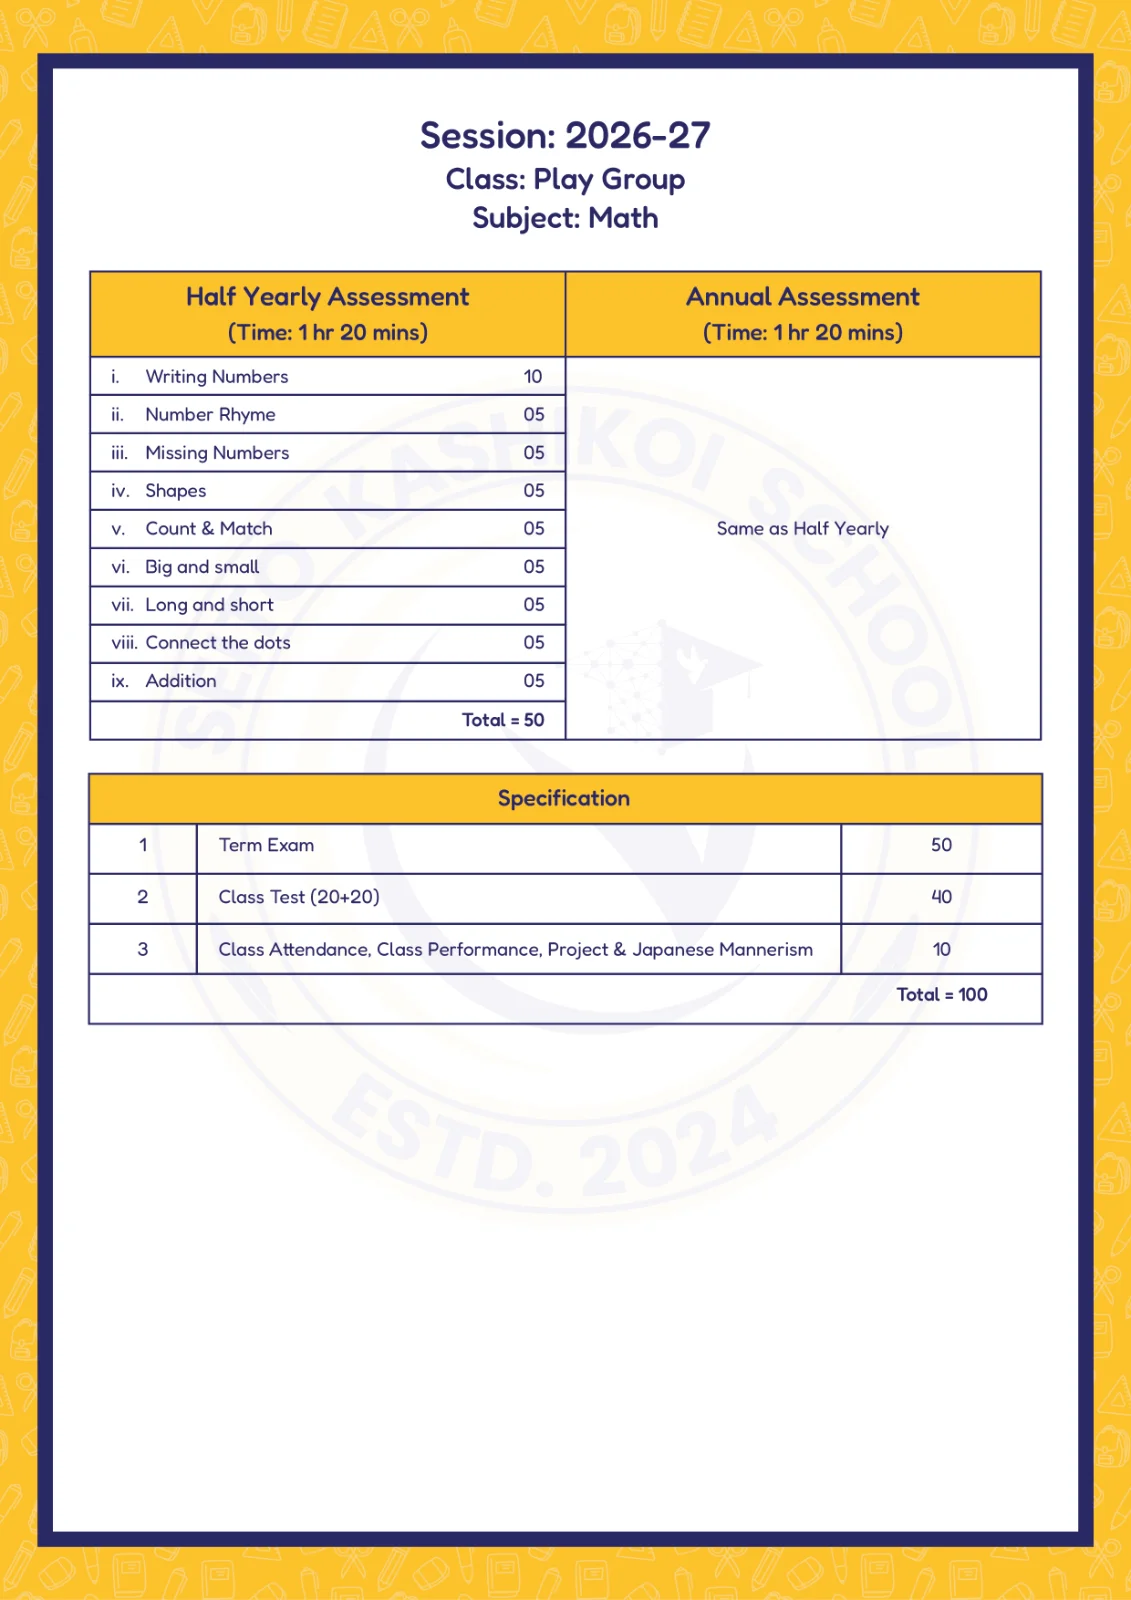 Session: 2026-27
Class: Play Group
Subject: Math
Half Yearly Assessment
(Time: 1 hr 20 mins)
Annual Assessment
(Time: 1 hr 20 mins)
i. Writing Numbers 10
ii. Number Rhyme 05
iii. Missing Numbers 05
iv. Shapes 05
v. Count & Match 05
vi. Big and small 05
vii. Long and short 05
viii. Connect the dots 05
ix. Addition 05
Total = 50
Same as Half Yearly
Specification
1 Term Exam 50
2 Class Test (20+20) 40
3 Class Attendance, Class Performance, Project & Japanese Mannerism 10
Total = 100
KASHIKOI SCHOOL
ESTD. 2024